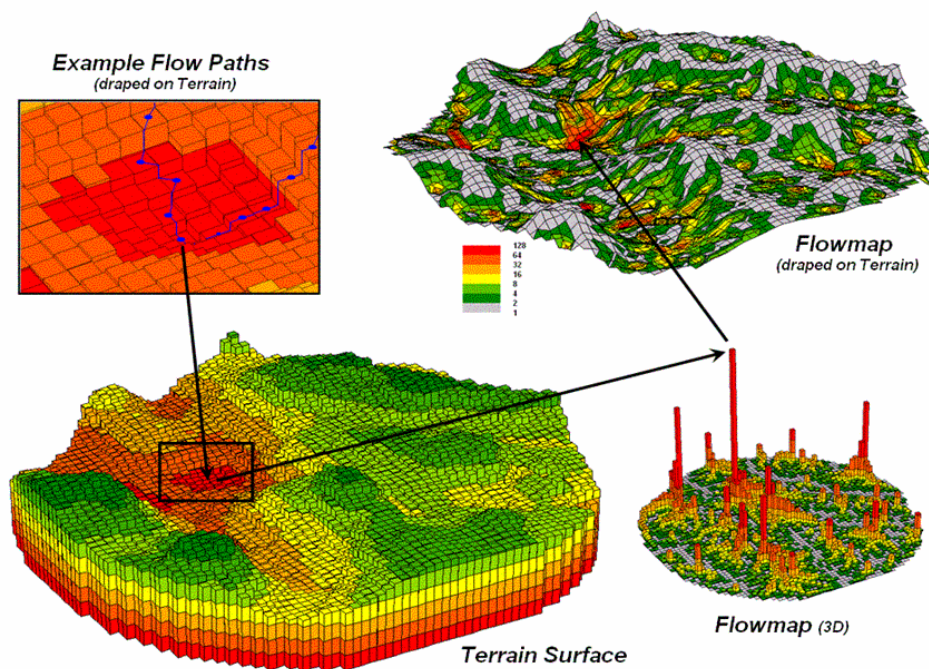 Example Flow Paths
(draped on Terrain)
Flowmap
(draped on Terrain)
128
64
32
16
8
4
2
1
Flowmap (3D)
Terrain Surface